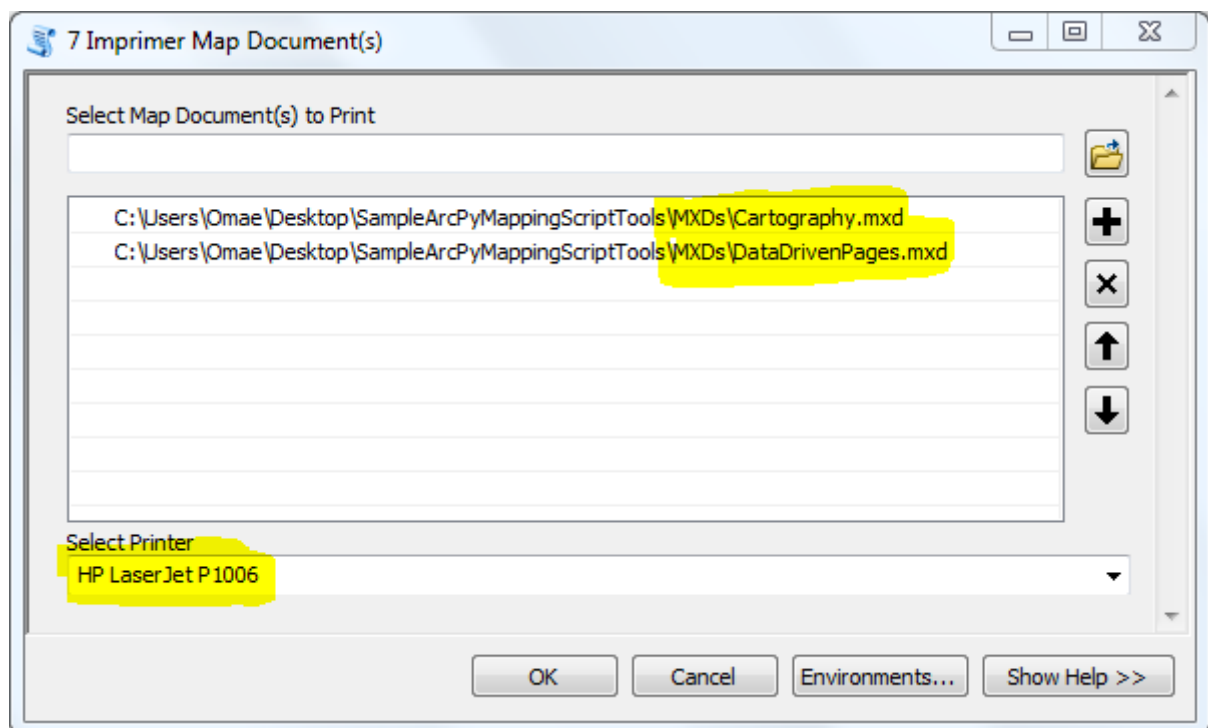 7 Imprimer Map Document(s)
Select Map Document(s) to Print
C:\Users\Omae\Desktop\SampleArcPyMappingScriptTools\MXDs\Cartography.mxd
C:\Users\Omae\Desktop\SampleArcPyMappingScriptTools\MXDs\DataDrivenPages.mxd
Select Printer
HP LaserJet P1006
OK Cancel Environments... Show Help >>